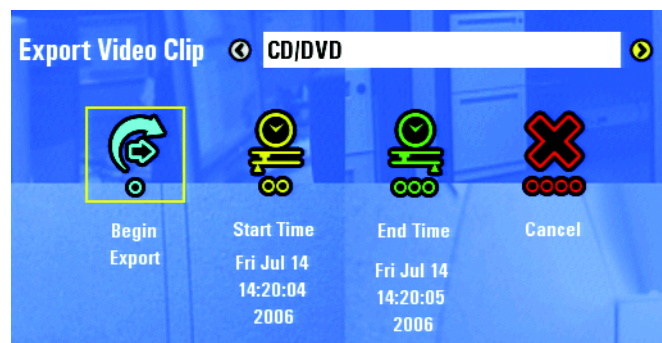 Export Video Clip
CD/DVD
Begin
Export
Start Time
Fri Jul 14
14:20:04
2006
End Time
Fri Jul 14
14:20:05
2006
Cancel